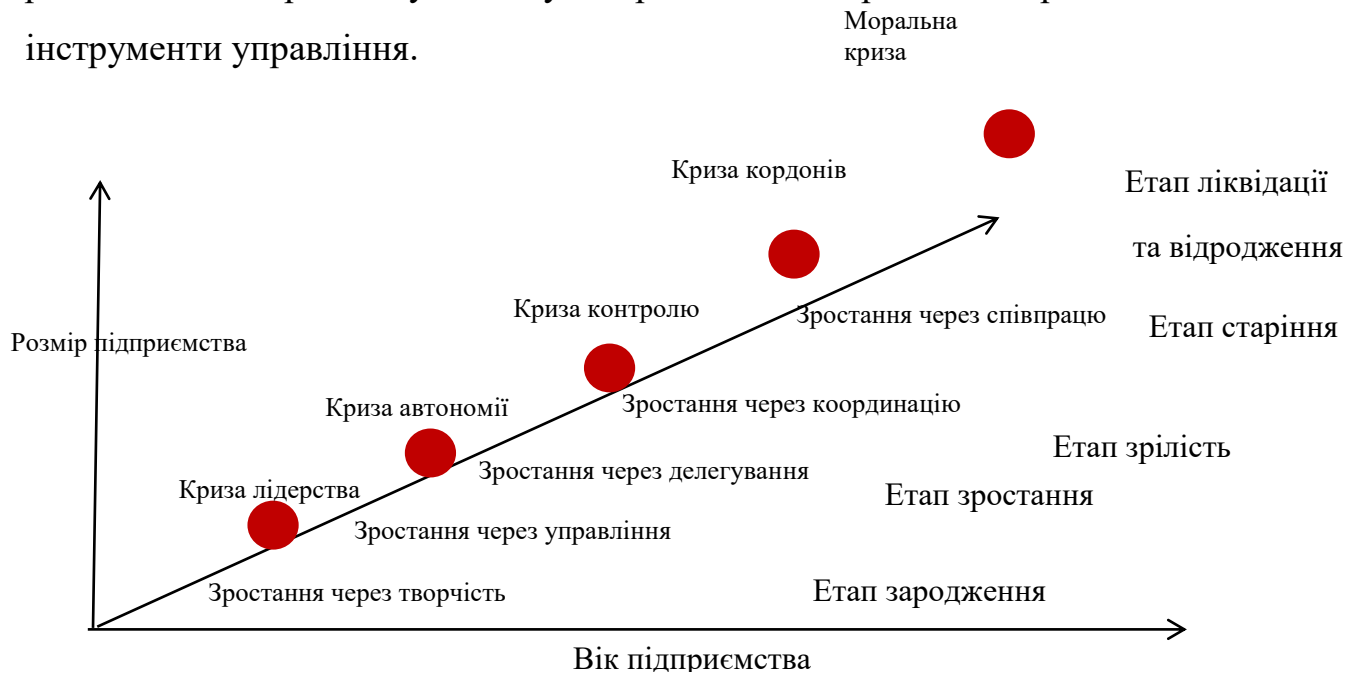 інструменти управління.
Моральна
криза
Криза кордонів
Етап ліквідації
та відродження
Криза контролю
Зростання через співпрацю
Етап старіння
Розмір підприємства
Криза автономії
Зростання через координацію
Етап зрілість
Зростання через делегування
Криза лідерства
Етап зростання
Зростання через управління
Зростання через творчість
Етап зародження
Вік підприємства